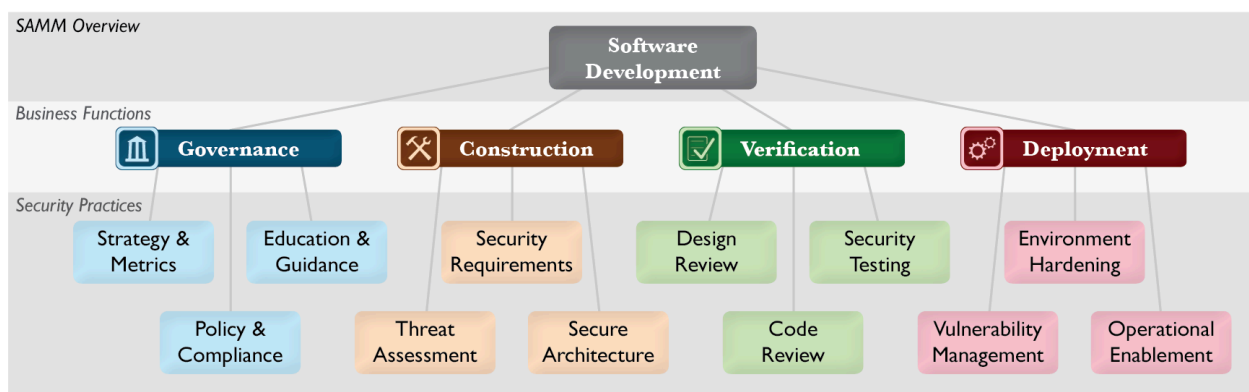 SAMM Overview
Software
Development
Business Functions
Governance
Construction
Verification
Deployment
Security Practices
Strategy &
Metrics
Education &
Guidance
Security
Requirements
Design
Review
Security
Testing
Environment
Hardening
Policy &
Compliance
Threat
Assessment
Secure
Architecture
Code
Review
Vulnerability
Management
Operational
Enablement